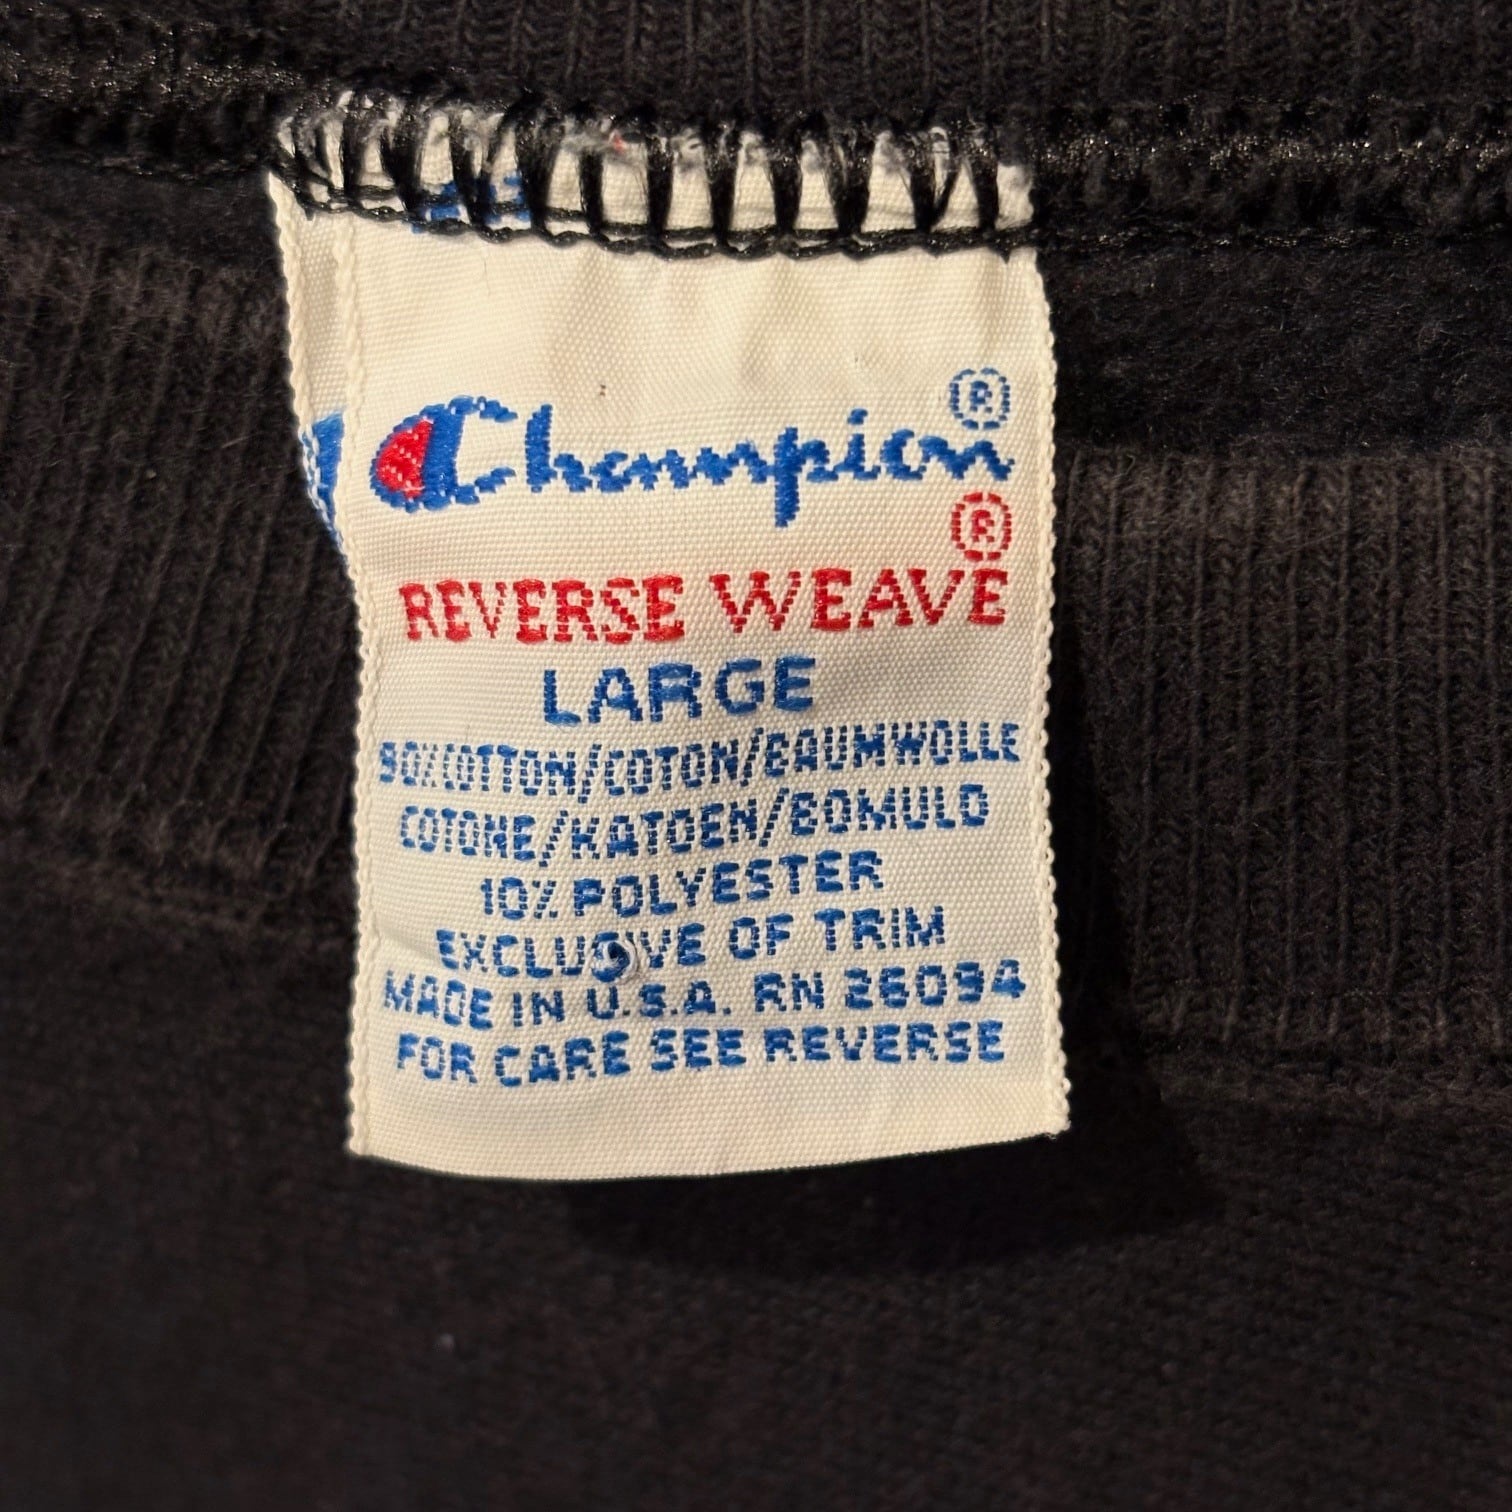 Champion®
REVERSE WEAVE®
LARGE
90% COTTON/COTON/BAUMWOLLE
COTONE/KATOEN/BOMULD
10% POLYESTER
EXCLUSIVE OF TRIM
MADE IN U.S.A. RN 26094
FOR CARE SEE REVERSE